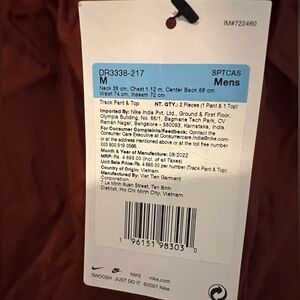 IM#722460
DR3338-217 SPTCAS
M Mens
Neck 38 cm, Chest 1.12 m, Center Back 69 cm
Waist 74 cm, Inseam 72 cm
Track Pant & Top NT. QTY.: 2 Pieces (1 Pant & 1 Top)
Imported By: Nike India Pvt. Ltd., Ground & First Floor,
Olympia Building, No. 66/1, Bagmane Tech Park, CV
Raman Nagar, Bangalore - 560093, Karnataka, India.
For Consumer Complaints/Feedback: Contact the
Consumer Care Executive at Consumercare.india@nike.com
or at the address mentioned above or at the toll free number
000 800 919 0566
Month & Year of Manufacture: 08/2022
MRP: Rs. 4 695.00 (incl. of all Taxes)
Unit Sale Price: Rs 4 695.00 per number (Track Pant & Top)
Country of Origin: Vietnam
Manufactured By: Viet Tien Garment
Corporation,
7 Le Minh Xuan Street, Tan Binh
District, Ho Chi Minh City, Vietnam
1 96151 98303 0
NIKE Nike.com
SWOOSH, JUST DO IT ©2021 Nike